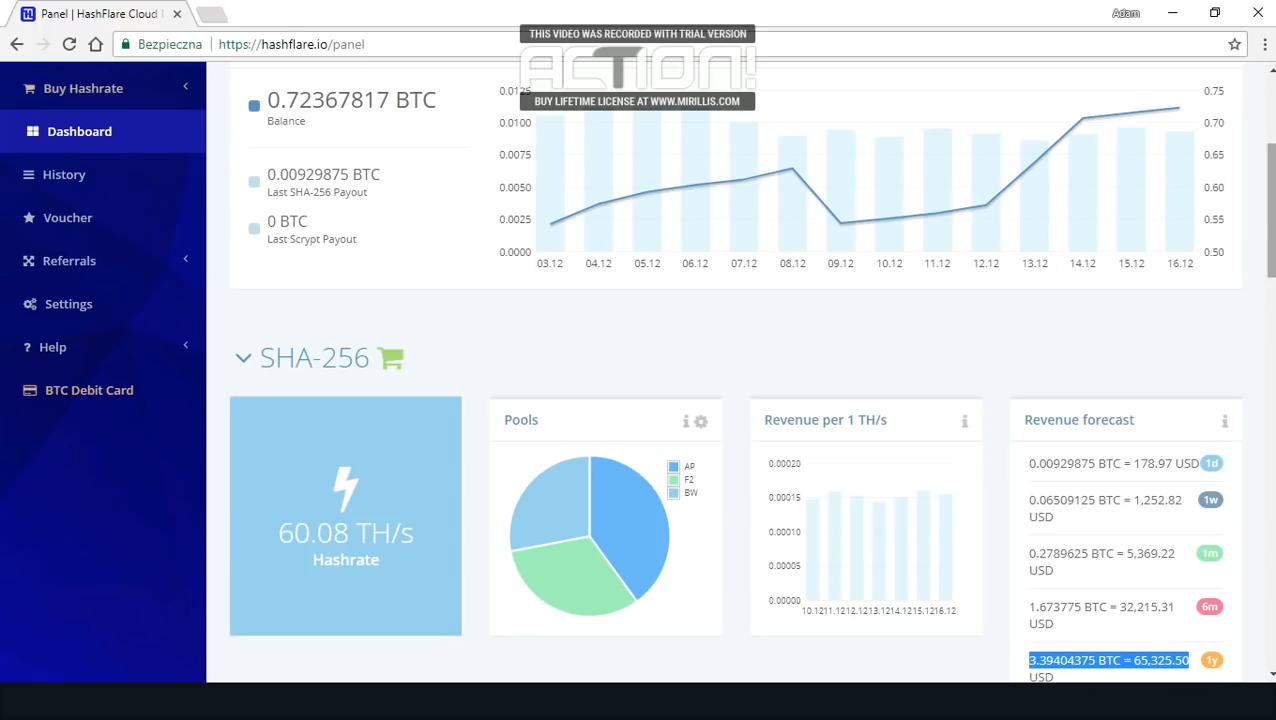 Panel | HashFlare Cloud
Adam
Bezpieczna
https://hashflare.io/panel
THIS VIDEO WAS RECORDED WITH TRIAL VERSION
ACTION!
BUY LIFETIME LICENSE AT WWW.MIRILLIS.COM
Buy Hashrate
Dashboard
History
Voucher
Referrals
Settings
Help
BTC Debit Card
0.72367817 BTC
Balance
0.00929875 BTC
Last SHA-256 Payout
0 BTC
Last Scrypt Payout
0.0125
0.0100
0.0075
0.0050
0.0025
0.0000
0.75
0.70
0.65
0.60
0.55
0.50
03.12 04.12 05.12 06.12 07.12 08.12 09.12 10.12 11.12 12.12 13.12 14.12 15.12 16.12
SHA-256
60.08 TH/s
Hashrate
Pools
AP
F2
BW
Revenue per 1 TH/s
0.00020
0.00015
0.00010
0.00005
0.00000
10.12 11.12 12.12 13.12 14.12 15.12 16.12
Revenue forecast
0.00929875 BTC = 178.97 USD 1d
0.06509125 BTC = 1,252.82 1w
USD
0.2789625 BTC = 5,369.22 1m
USD
1.673775 BTC = 32,215.31 6m
USD
3.39404375 BTC = 65,325.50 1y
USD